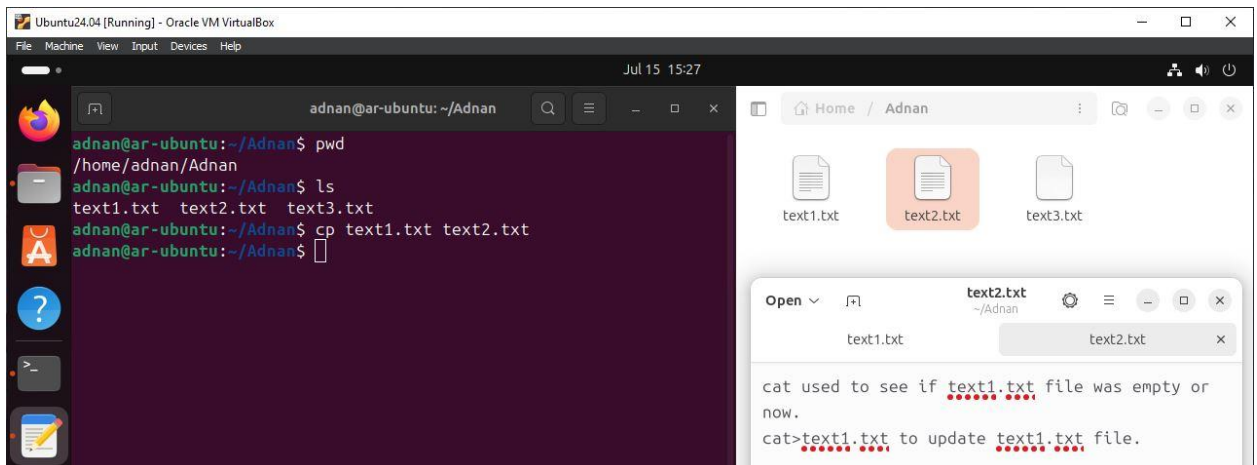 Ubuntu24.04 [Running] - Oracle VM VirtualBox
File Machine View Input Devices Help
Jul 15 15:27
adnan@ar-ubuntu: ~/Adnan
adnan@ar-ubuntu:~/Adnan$ pwd
/home/adnan/Adnan
adnan@ar-ubuntu:~/Adnan$ ls
text1.txt text2.txt text3.txt
adnan@ar-ubuntu:~/Adnan$ cp text1.txt text2.txt
adnan@ar-ubuntu:~/Adnan$
Home / Adnan
text1.txt text2.txt text3.txt
Open text2.txt
~/Adnan
text1.txt text2.txt
cat used to see if text1.txt file was empty or
now.
cat>text1.txt to update text1.txt file.